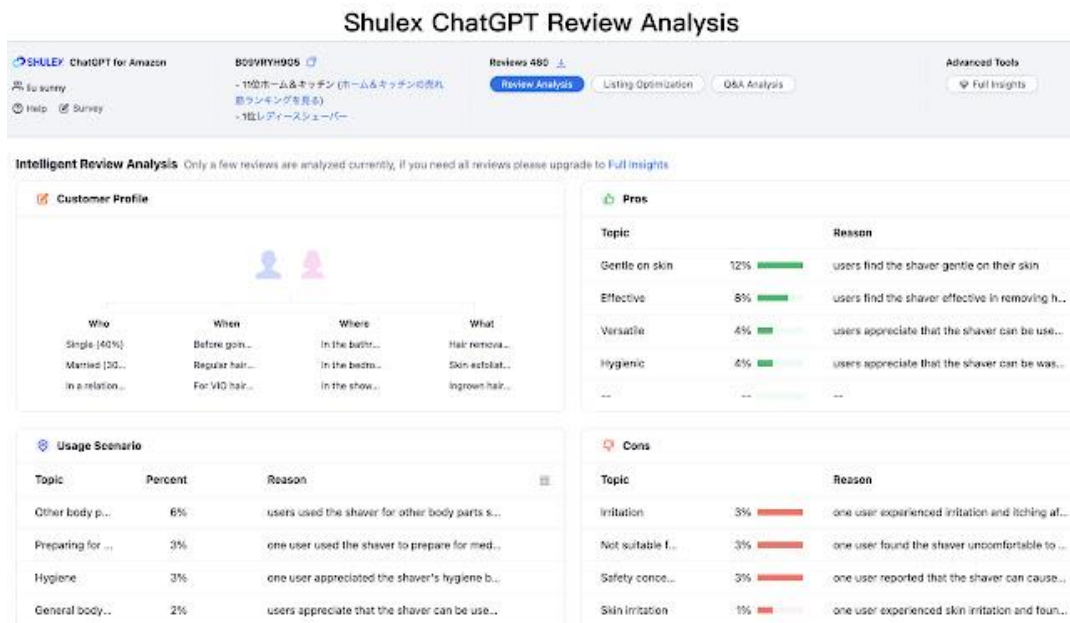 Shulex ChatGPT Review Analysis
SHULEX ChatGPT for Amazon
liu sunny
Help Survey
B09VRYH905
- 11位ホーム＆キッチン (ホーム＆キッチンの売れ
筋ランキングを見る)
- 1位レディースシェーバー
Reviews 480
Review Analysis Listing Optimization Q&A Analysis
Advanced Tools
Full Insights
Intelligent Review Analysis Only a few reviews are analyzed currently, if you need all reviews please upgrade to Full Insights
Customer Profile
Who When Where What
Single (40%) Before goin... In the bathr... Hair remova...
Married (30... Regular hair... In the bedro... Skin exfoliat...
In a relation... For VIO hair... In the show... Ingrown hair...
Pros
Topic Reason
Gentle on skin 12% users find the shaver gentle on their skin
Effective 8% users find the shaver effective in removing h...
Versatile 4% users appreciate that the shaver can be use...
Hygienic 4% users appreciate that the shaver can be was...
-- -- --
Usage Scenario
Topic Percent Reason
Other body p... 6% users used the shaver for other body parts s...
Preparing for ... 3% one user used the shaver to prepare for med...
Hygiene 3% one user appreciated the shaver's hygiene b...
General body... 2% users appreciate that the shaver can be use...
Cons
Topic Reason
Irritation 3% one user experienced irritation and itching af...
Not suitable f... 3% one user found the shaver uncomfortable to ...
Safety conce... 3% one user reported that the shaver can cause...
Skin irritation 1% one user experienced skin irritation and foun...